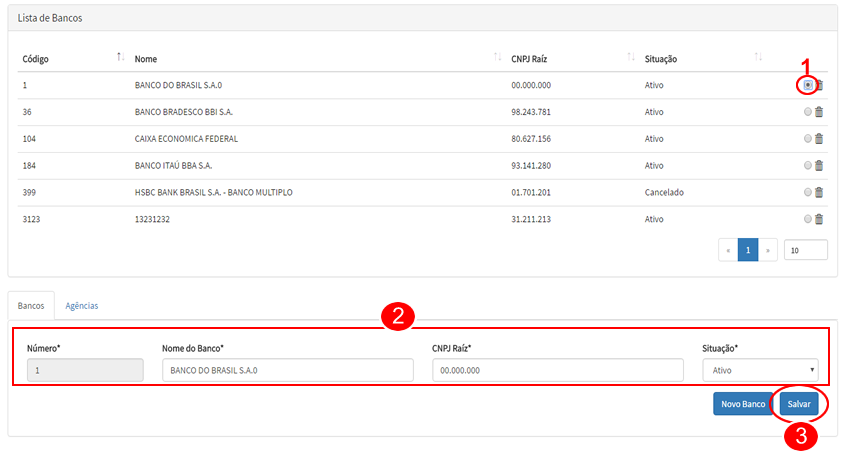 Lista de Bancos
Código Nome CNPJ Raíz Situação
1
1 BANCO DO BRASIL S.A.0 00.000.000 Ativo
36 BANCO BRADESCO BBI S.A. 98.243.781 Ativo
104 CAIXA ECONOMICA FEDERAL 80.627.156 Ativo
184 BANCO ITAÚ BBA S.A. 93.141.280 Ativo
399 HSBC BANK BRASIL S.A. - BANCO MULTIPLO 01.701.201 Cancelado
3123 13231232 31.211.213 Ativo
« 1 » 10
Bancos Agências
2
Número* Nome do Banco* CNPJ Raíz* Situação*
1 BANCO DO BRASIL S.A.0 00.000.000 Ativo
Novo Banco Salvar
3